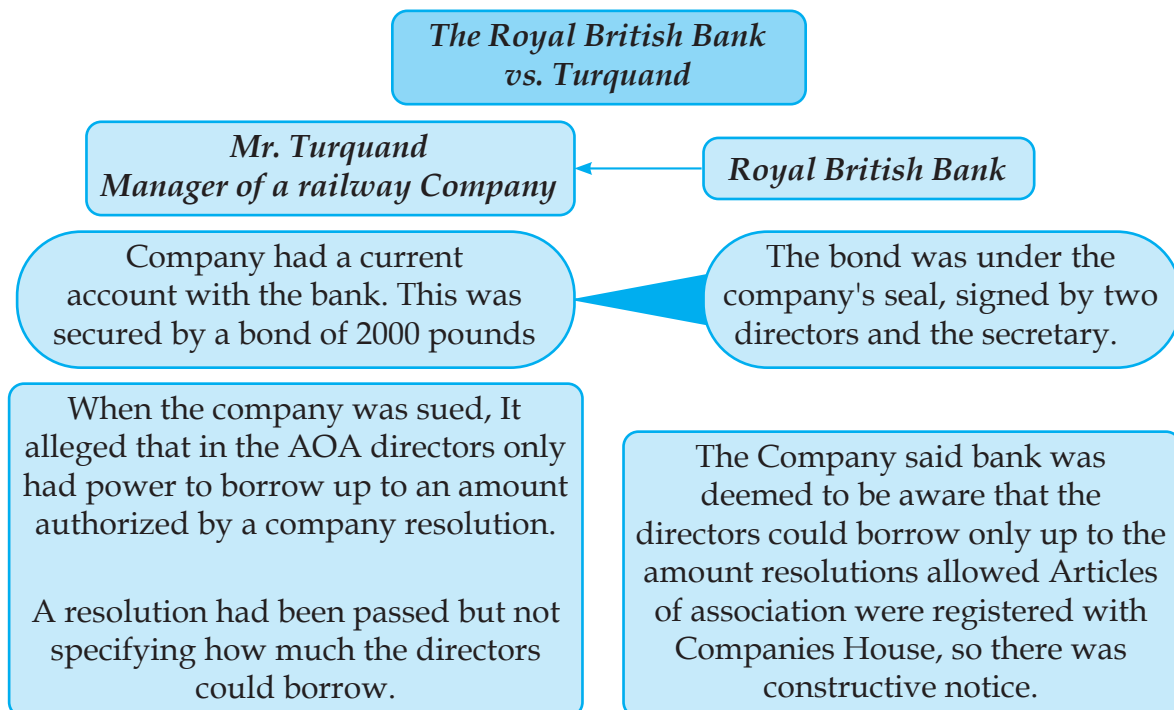 The Royal British Bank
vs. Turquand
Mr. Turquand
Manager of a railway Company
Royal British Bank
Company had a current
account with the bank. This was
secured by a bond of 2000 pounds
The bond was under the
company's seal, signed by two
directors and the secretary.
When the company was sued, It
alleged that in the AOA directors only
had power to borrow up to an amount
authorized by a company resolution.
A resolution had been passed but not
specifying how much the directors
could borrow.
The Company said bank was
deemed to be aware that the
directors could borrow only up to the
amount resolutions allowed Articles
of association were registered with
Companies House, so there was
constructive notice.